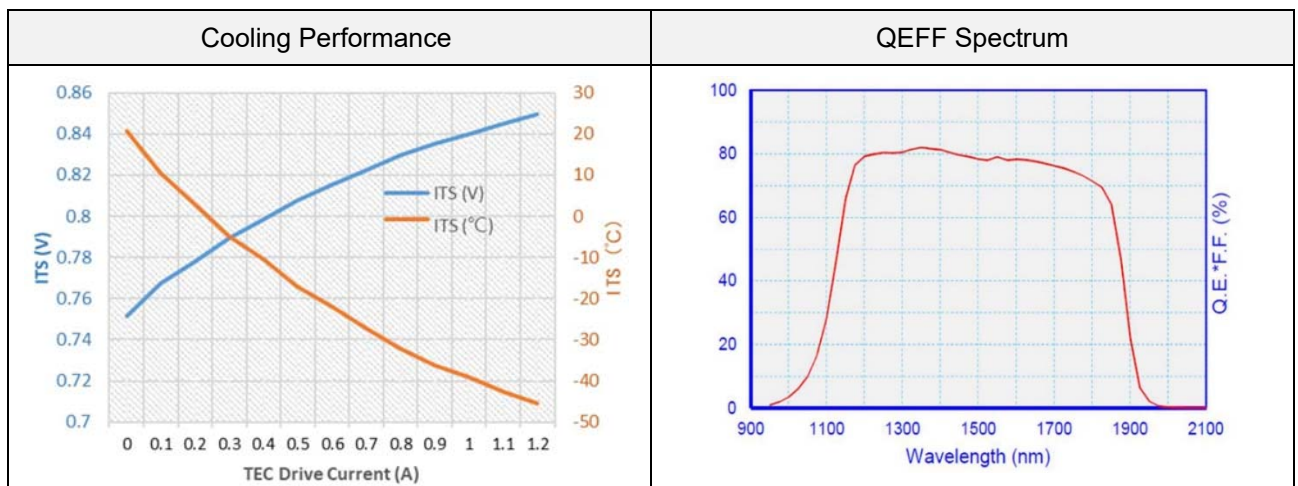 Cooling Performance
QEFF Spectrum
0.86
0.84
0.82
0.8
0.78
0.76
0.74
0.72
0.7
ITS (V)
30
20
10
0
-10
-20
-30
-40
-50
ITS (°C)
ITS (V)
ITS (°C)
0 0.1 0.2 0.3 0.4 0.5 0.6 0.7 0.8 0.9 1 1.1 1.2
TEC Drive Current (A)
100
80
60
40
20
0
Q.E.*F.F. (%)
900 1100 1300 1500 1700 1900 2100
Wavelength (nm)